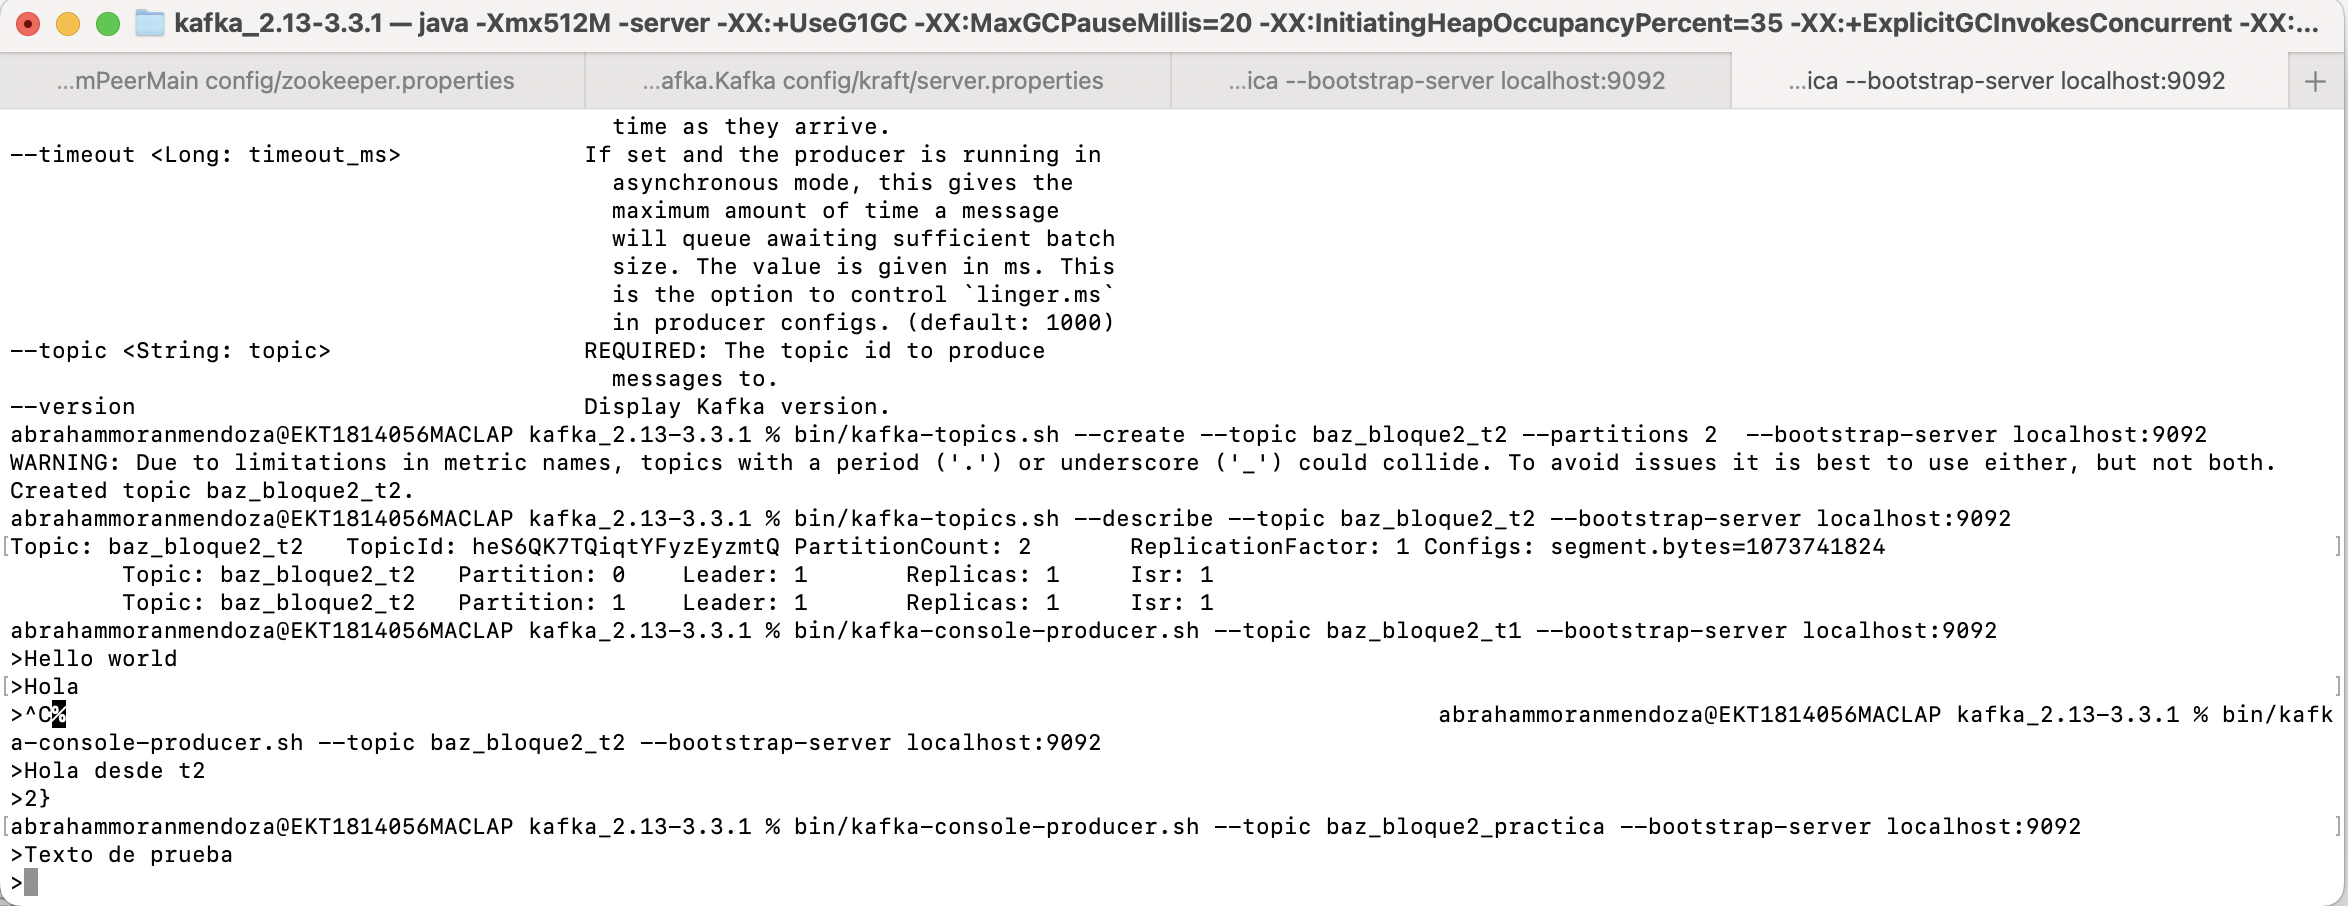 kafka_2.13-3.3.1 — java -Xmx512M -server -XX:+UseG1GC -XX:MaxGCPauseMillis=20 -XX:InitiatingHeapOccupancyPercent=35 -XX:+ExplicitGCInvokesConcurrent -XX:...
...mPeerMain config/zookeeper.properties
...afka.Kafka config/kraft/server.properties
...ica --bootstrap-server localhost:9092
...ica --bootstrap-server localhost:9092
+
time as they arrive.
--timeout <Long: timeout_ms> If set and the producer is running in
asynchronous mode, this gives the
maximum amount of time a message
will queue awaiting sufficient batch
size. The value is given in ms. This
is the option to control `linger.ms`
in producer configs. (default: 1000)
--topic <String: topic> REQUIRED: The topic id to produce
messages to.
--version Display Kafka version.
abrahammoranmendoza@EKT1814056MACLAP kafka_2.13-3.3.1 % bin/kafka-topics.sh --create --topic baz_bloque2_t2 --partitions 2  --bootstrap-server localhost:9092
WARNING: Due to limitations in metric names, topics with a period ('.') or underscore ('_') could collide. To avoid issues it is best to use either, but not both.
Created topic baz_bloque2_t2.
abrahammoranmendoza@EKT1814056MACLAP kafka_2.13-3.3.1 % bin/kafka-topics.sh --describe --topic baz_bloque2_t2 --bootstrap-server localhost:9092
[Topic: baz_bloque2_t2 TopicId: heS6QK7TQiqtYFyzEyzmtQ PartitionCount: 2 ReplicationFactor: 1 Configs: segment.bytes=1073741824 ]
Topic: baz_bloque2_t2 Partition: 0 Leader: 1 Replicas: 1 Isr: 1
Topic: baz_bloque2_t2 Partition: 1 Leader: 1 Replicas: 1 Isr: 1
abrahammoranmendoza@EKT1814056MACLAP kafka_2.13-3.3.1 % bin/kafka-console-producer.sh --topic baz_bloque2_t1 --bootstrap-server localhost:9092
>Hello world
[>Hola ]
>^C% abrahammoranmendoza@EKT1814056MACLAP kafka_2.13-3.3.1 % bin/kafk
a-console-producer.sh --topic baz_bloque2_t2 --bootstrap-server localhost:9092
>Hola desde t2
>2}
[abrahammoranmendoza@EKT1814056MACLAP kafka_2.13-3.3.1 % bin/kafka-console-producer.sh --topic baz_bloque2_practica --bootstrap-server localhost:9092 ]
>Texto de prueba
>